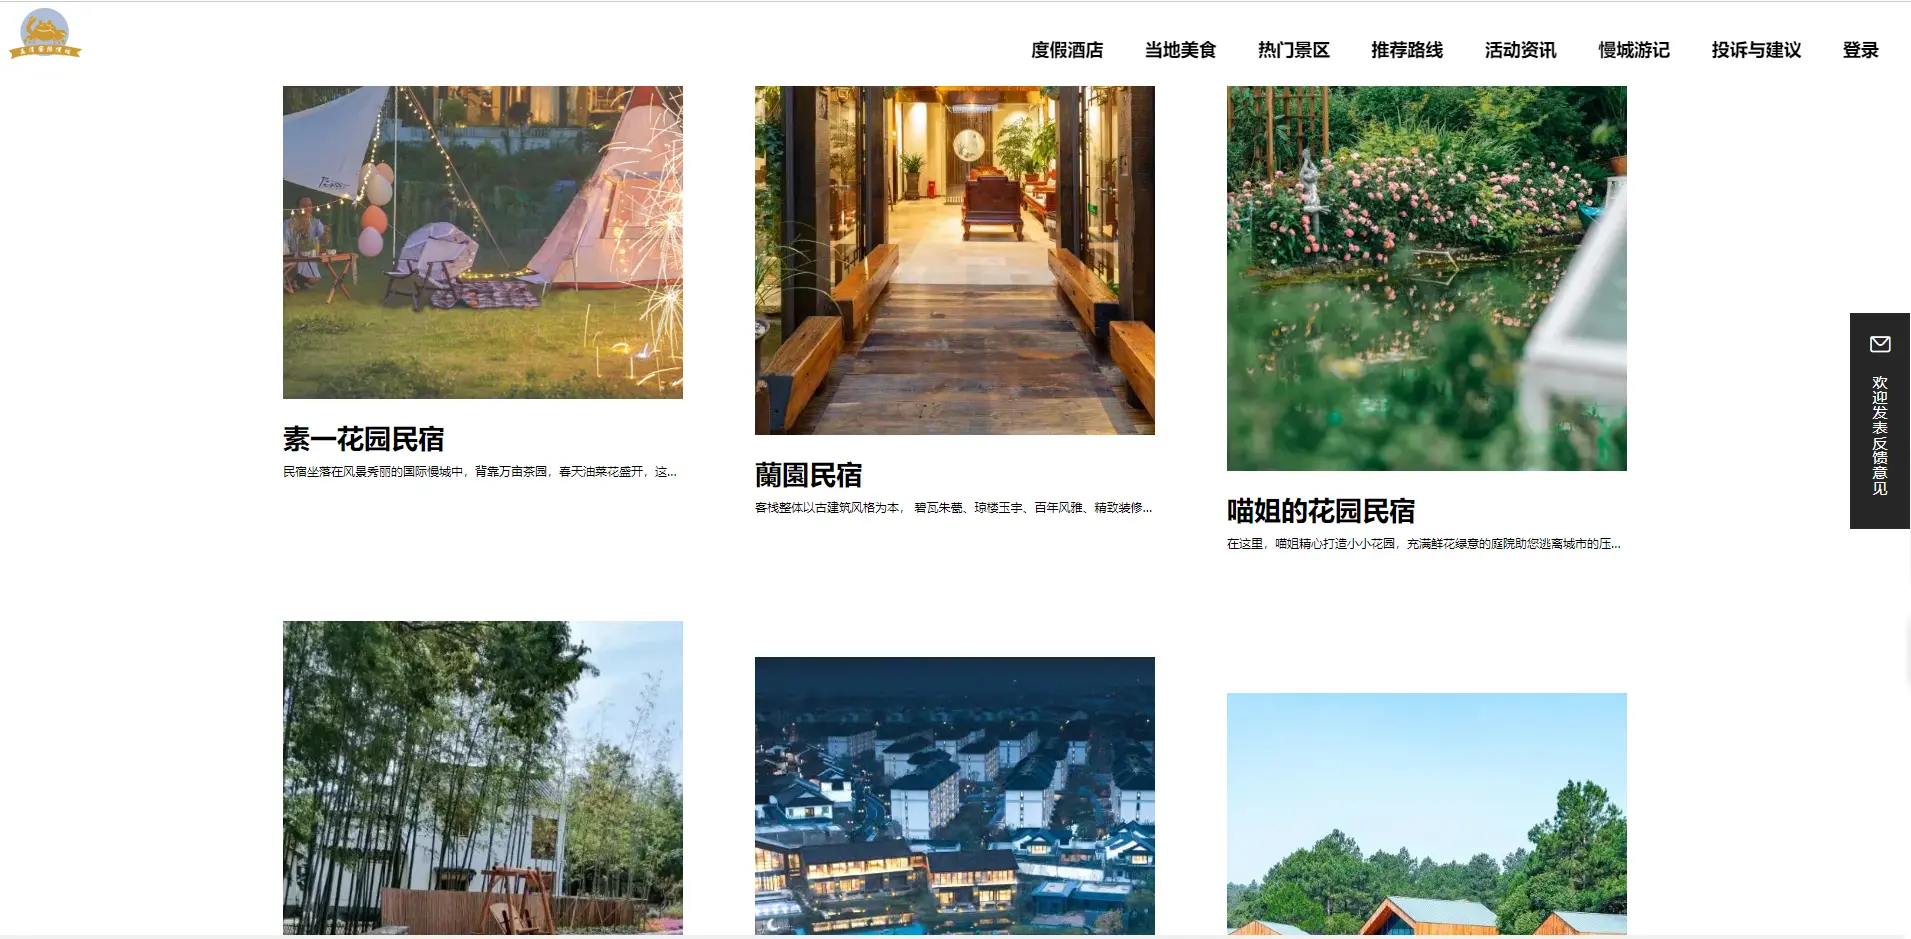 度假酒店 当地美食 热门景区 推荐路线 活动资讯 慢城游记 投诉与建议 登录
素一花园民宿
民宿坐落在风景秀丽的国际慢城中，背靠万亩茶园，春天油菜花盛开，这...
蘭園民宿
客栈整体以古建筑风格为本， 碧瓦朱甍、琼楼玉宇、百年风雅、精致装修...
喵姐的花园民宿
在这里，喵姐精心打造小小花园，充满鲜花绿意的庭院助您逃离城市的压...
欢迎发表反馈意见